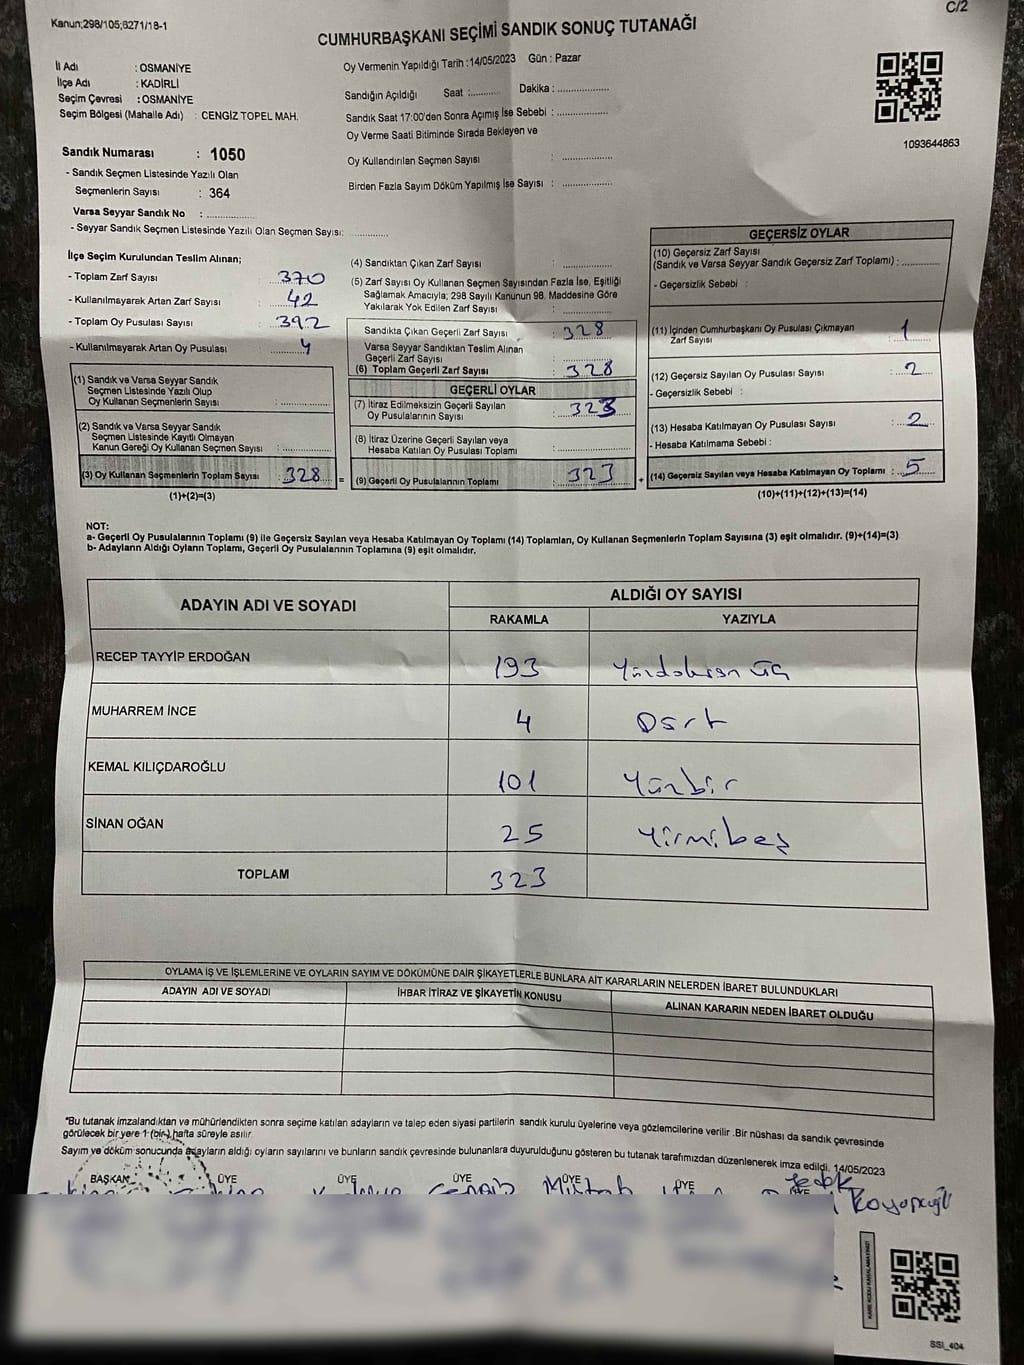 Kanun;298/105,6271/18-1
C/2
CUMHURBAŞKANI SEÇİMİ SANDIK SONUÇ TUTANAĞI
İl Adı : OSMANİYE
İlçe Adı : KADİRLİ
Seçim Çevresi : OSMANİYE
Seçim Bölgesi (Mahalle Adı) : CENGİZ TOPEL MAH.
Sandık Numarası : 1050
- Sandık Seçmen Listesinde Yazılı Olan
Seçmenlerin Sayısı : 364
Varsa Seyyar Sandık No : ..............
- Seyyar Sandık Seçmen Listesinde Yazılı Olan Seçmen Sayısı: ............
Oy Vermenin Yapıldığı Tarih :14/05/2023 Gün : Pazar
Sandığın Açıldığı Saat :.......... Dakika : ................
Sandık Saat 17:00'den Sonra Açımış İse Sebebi : ................
Oy Verme Saati Bitiminde Sırada Bekleyen ve
Oy Kullandırılan Seçmen Sayısı : ................
Birden Fazla Sayım Döküm Yapılmış İse Sayısı : ................
1093644863
İlçe Seçim Kurulundan Teslim Alınan;
- Toplam Zarf Sayısı : 370
- Kullanılmayarak Artan Zarf Sayısı : 42
- Toplam Oy Pusulası Sayısı : 392
- Kullanılmayarak Artan Oy Pusulası 4
(1) Sandık ve Varsa Seyyar Sandık
Seçmen Listesinde Yazılı Olup
Oy Kullanan Seçmenlerin Sayısı : ..............
(2) Sandık ve Varsa Seyyar Sandık
Seçmen Listesinde Kayıtlı Olmayan
Kanun Gereği Oy Kullanan Seçmen Sayısı : ..............
(3) Oy Kullanan Seçmenlerin Toplam Sayısı : 328 =
(1)+(2)=(3)
(4) Sandıktan Çıkan Zarf Sayısı : ..............
(5) Zarf Sayısı Oy Kullanan Seçmen Sayısından Fazla İse, Eşitliği
Sağlamak Amacıyla; 298 Sayılı Kanunun 98. Maddesine Göre
Yakılarak Yok Edilen Zarf Sayısı : ..............
Sandıkta Çıkan Geçerli Zarf Sayısı : 328
Varsa Seyyar Sandıktan Teslim Alınan
Geçerli Zarf Sayısı : ..............
(6) Toplam Geçerli Zarf Sayısı : 328
GEÇERLİ OYLAR
(7) İtiraz Edilmeksizin Geçerli Sayılan
Oy Pusulalarının Sayısı : 323
(8) İtiraz Üzerine Geçerli Sayılan veya
Hesaba Katılan Oy Pusulası Toplamı : ..............
(9) Geçerli Oy Pusulalarının Toplamı : 323 +
GEÇERSİZ OYLAR
(10) Geçersiz Zarf Sayısı
(Sandık ve Varsa Seyyar Sandık Geçersiz Zarf Toplamı) : ............
- Geçersizlik Sebebi :
(11) İçinden Cumhurbaşkanı Oy Pusulası Çıkmayan
Zarf Sayısı : 1
(12) Geçersiz Sayılan Oy Pusulası Sayısı : 2
- Geçersizlik Sebebi :
(13) Hesaba Katılmayan Oy Pusulası Sayısı : 2
- Hesaba Katılmama Sebebi :
(14) Geçersiz Sayılan veya Hesaba Katılmayan Oy Toplamı : 5
(10)+(11)+(12)+(13)=(14)
NOT:
a- Geçerli Oy Pusulalarının Toplamı (9) ile Geçersiz Sayılan veya Hesaba Katılmayan Oy Toplamı (14) Toplamları, Oy Kullanan Seçmenlerin Toplam Sayısına (3) eşit olmalıdır. (9)+(14)=(3)
b- Adayların Aldığı Oyların Toplamı, Geçerli Oy Pusulalarının Toplamına (9) eşit olmalıdır.
ADAYIN ADI VE SOYADI
ALDIĞI OY SAYISI
RAKAMLA YAZIYLA
RECEP TAYYİP ERDOĞAN 193 Yüzdoksan üç
MUHARREM İNCE 4 Dört
KEMAL KILIÇDAROĞLU 101 Yüzbir
SİNAN OĞAN 25 Yirmibeş
TOPLAM 323
OYLAMA İŞ VE İŞLEMLERİNE VE OYLARIN SAYIM VE DÖKÜMÜNE DAİR ŞİKAYETLERLE BUNLARA AİT KARARLARIN NELERDEN İBARET BULUNDUKLARI
ADAYIN ADI VE SOYADI
İHBAR İTİRAZ VE ŞİKAYETİN KONUSU
ALINAN KARARIN NEDEN İBARET OLDUĞU
*Bu tutanak imzalandıktan ve mühürlendikten sonra seçime katılan adayların ve talep eden siyasi partilerin sandık kurulu üyelerine veya gözlemcilerine verilir .Bir nüshası da sandık çevresinde
görülecek bir yere 1 (bir) hafta süreyle asılır.
Sayım ve döküm sonucunda adayların aldığı oyların sayılarını ve bunların sandık çevresinde bulunanlara duyurulduğunu gösteren bu tutanak tarafımızdan düzenlenerek imza edildi. 14/05/2023
BAŞKAN ÜYE ÜYE ÜYE ÜYE ÜYE ÜYE
Yedek
SSI_404